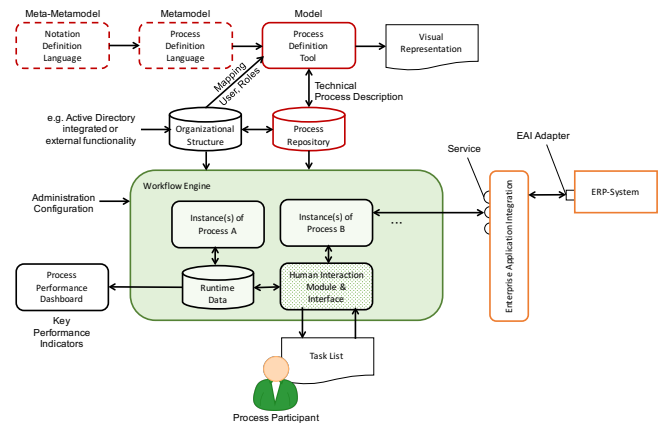 Meta-Metamodel
Metamodel
Model
Notation
Definition
Language
Process
Definition
Language
Process
Definition
Tool
Visual
Representation
Mapping
User, Roles
Technical
Process Description
e.g. Active Directory
integrated or
external functionality
Organizational
Structure
Process
Repository
EAI Adapter
Service
Workflow Engine
Administration
Configuration
Instance(s) of
Process A
Instance(s) of
Process B
...
Enterprise Application Integration
ERP-System
Process
Performance
Dashboard
Runtime
Data
Human Interaction
Module &
Interface
Key
Performance
Indicators
Task List
Process Participant